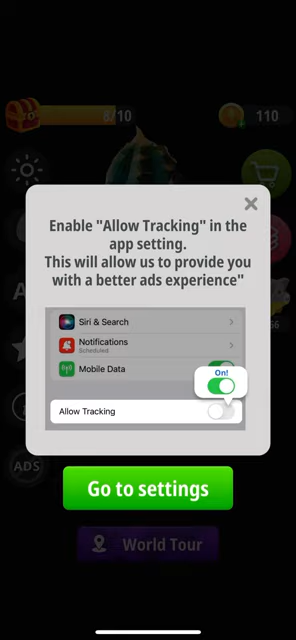 8/10
110
Enable "Allow Tracking" in the
app setting.
This will allow us to provide you
with a better ads experience"
Siri & Search
Notifications
Scheduled
Mobile Data
On!
Allow Tracking
ADS
Go to settings
World Tour